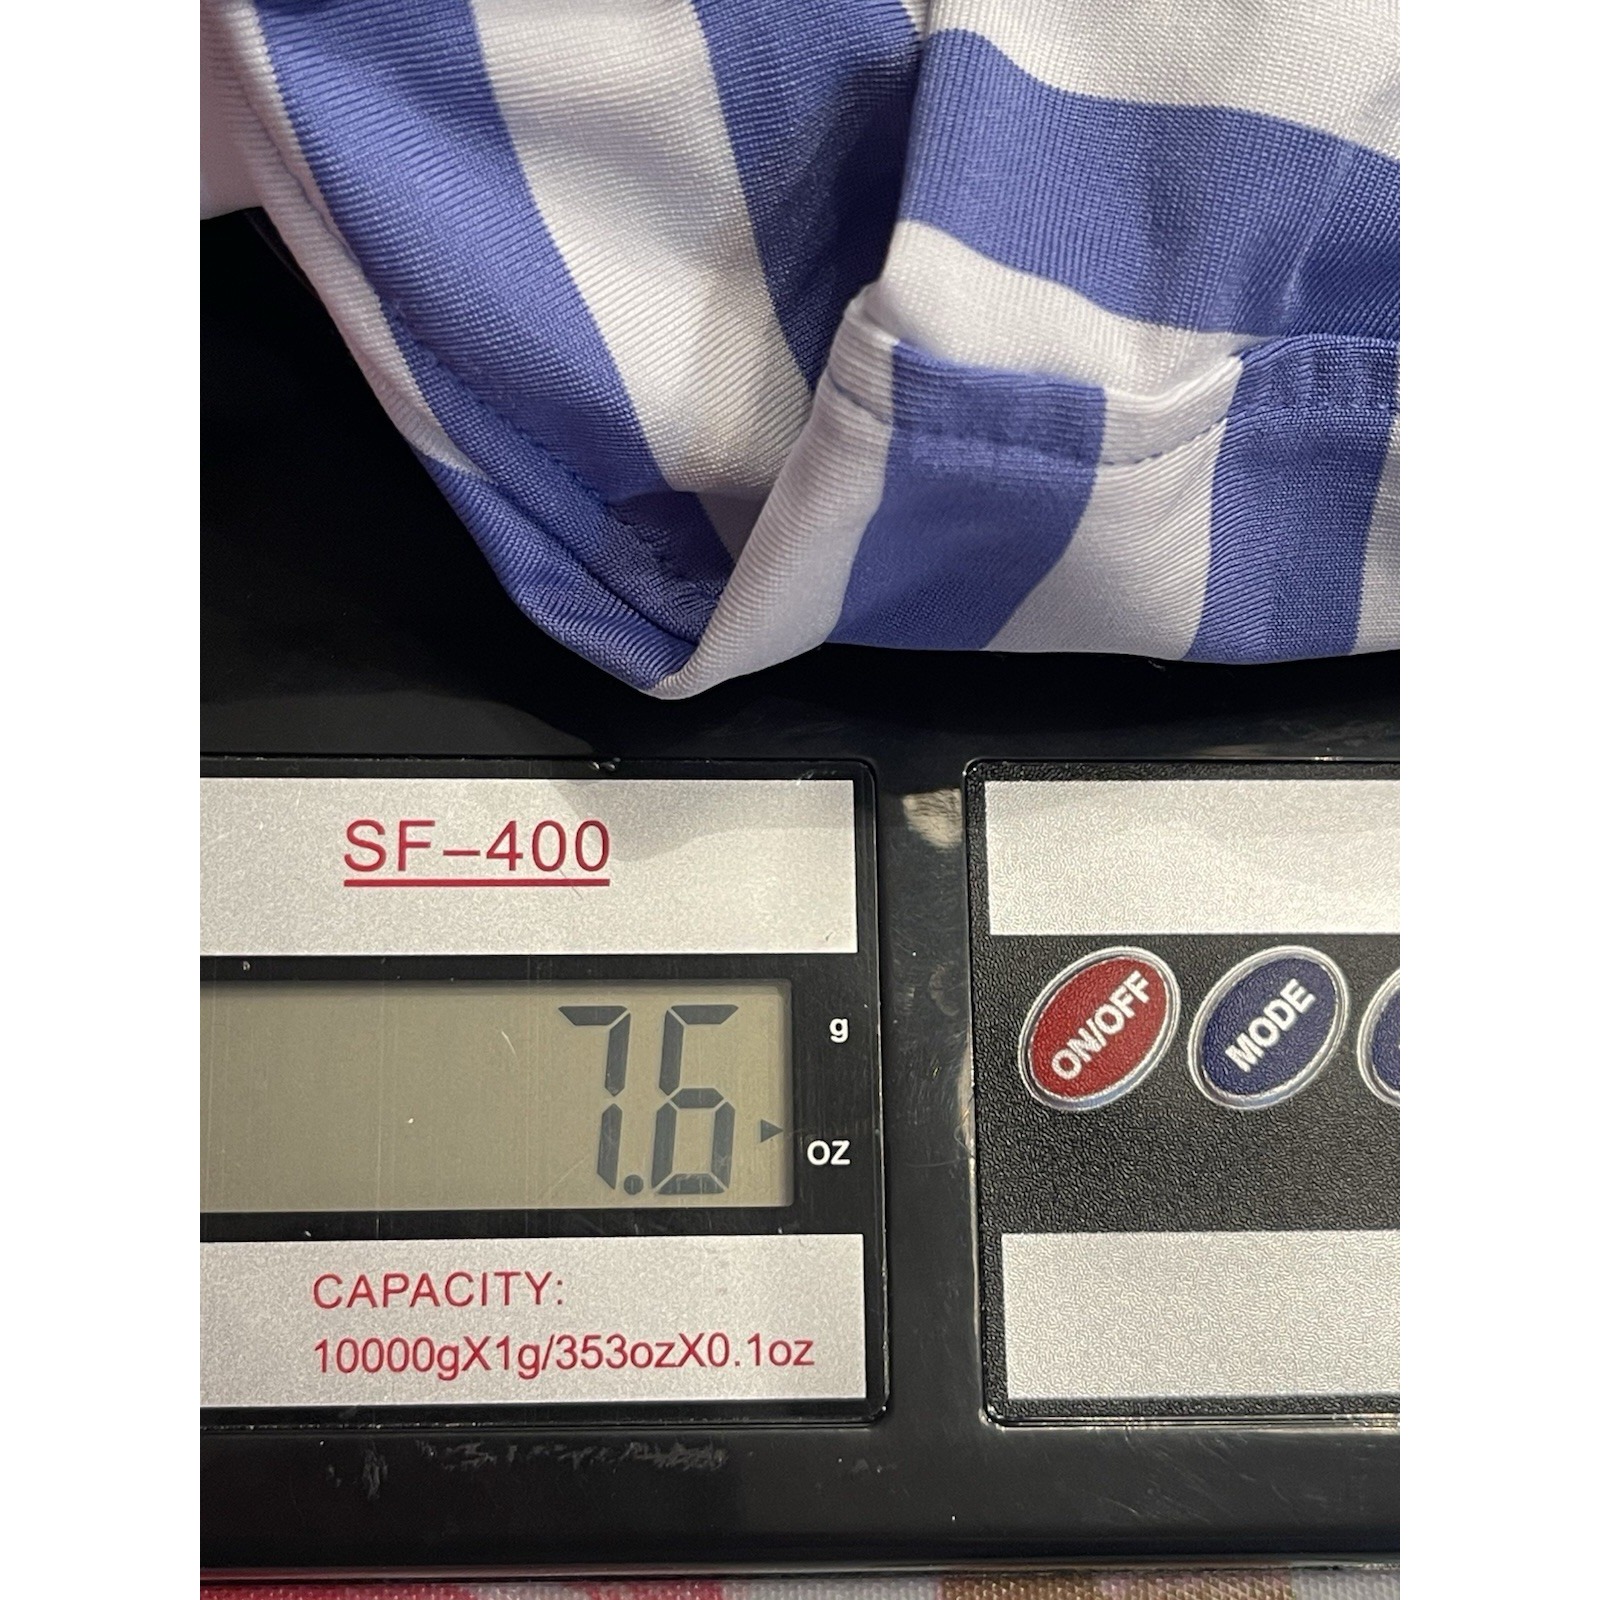 SF-400
7.6
g
oz
ON/OFF
MODE
CAPACITY:
10000gX1g/353ozX0.1oz